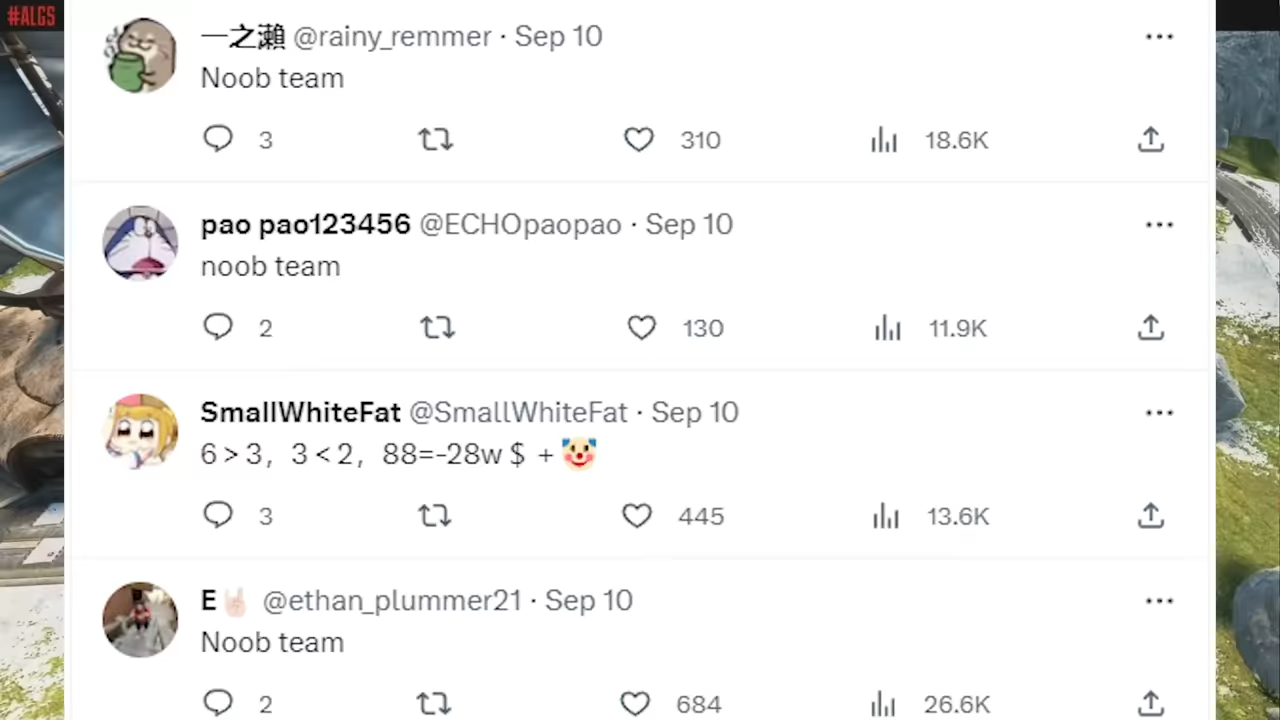 #ALGS
一之瀨 @rainy_remmer · Sep 10
Noob team
3 310 18.6K
pao pao123456 @ECHOpaopao · Sep 10
noob team
2 130 11.9K
SmallWhiteFat @SmallWhiteFat · Sep 10
6 > 3，3 < 2，88=-28w $ + 🤡
3 445 13.6K
E🤘🏻 @ethan_plummer21 · Sep 10
Noob team
2 684 26.6K